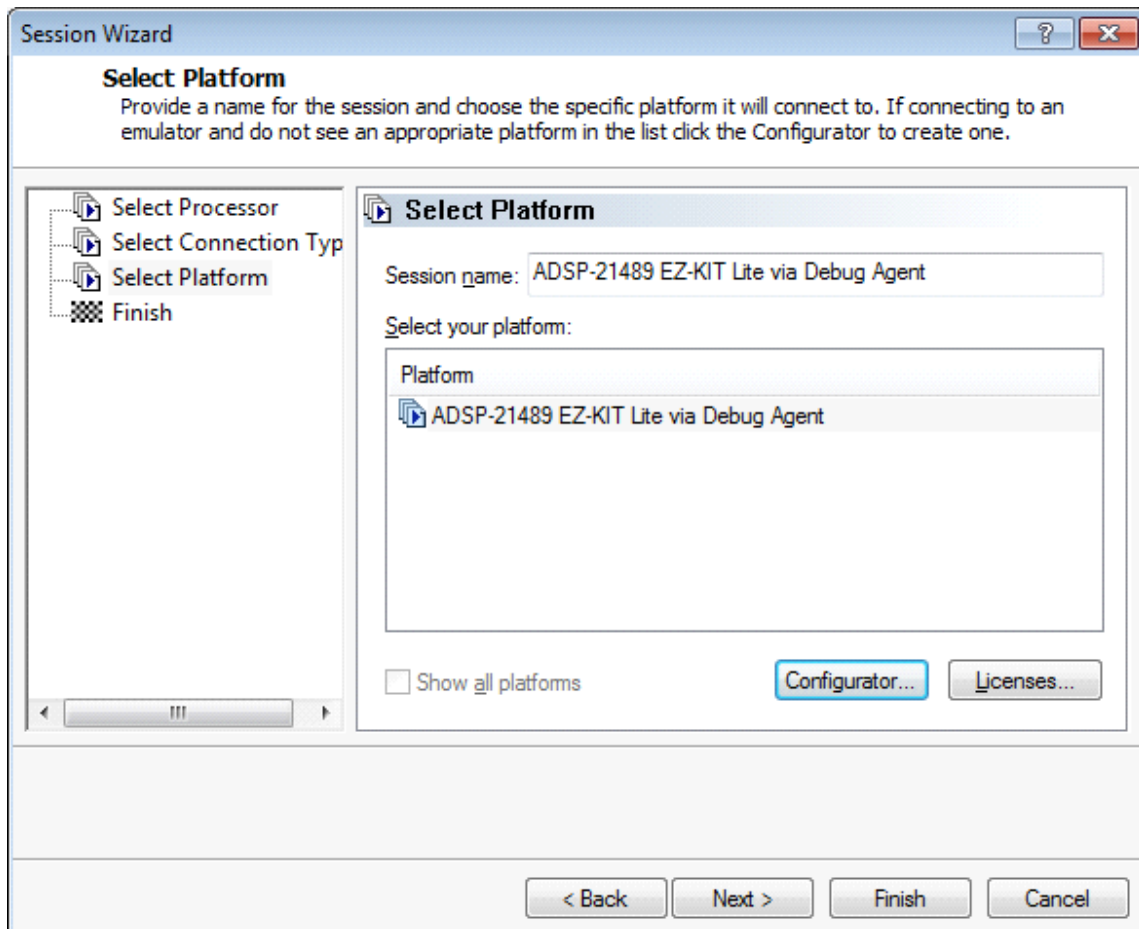 Session Wizard
Select Platform
Provide a name for the session and choose the specific platform it will connect to. If connecting to an
emulator and do not see an appropriate platform in the list click the Configurator to create one.
Select Processor
Select Connection Typ
Select Platform
Finish
Select Platform
Session name: ADSP-21489 EZ-KIT Lite via Debug Agent
Select your platform:
Platform
ADSP-21489 EZ-KIT Lite via Debug Agent
Show all platforms
Configurator...
Licenses...
< Back
Next >
Finish
Cancel